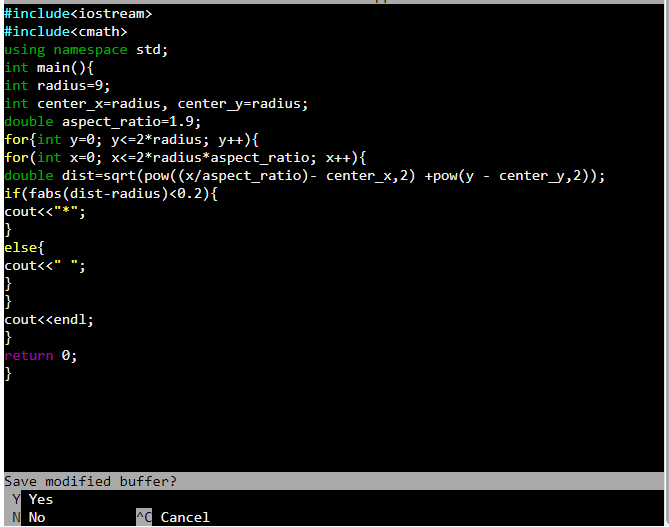 #include<iostream>
#include<cmath>
using namespace std;
int main(){
int radius=9;
int center_x=radius, center_y=radius;
double aspect_ratio=1.9;
for{int y=0; y<=2*radius; y++){
for(int x=0; x<=2*radius*aspect_ratio; x++){
double dist=sqrt(pow((x/aspect_ratio)- center_x,2) +pow(y - center_y,2));
if(fabs(dist-radius)<0.2){
cout<<"*";
}
else{
cout<<" ";
}
}
cout<<endl;
}
return 0;
}
Save modified buffer?
Y Yes
N No ^C Cancel